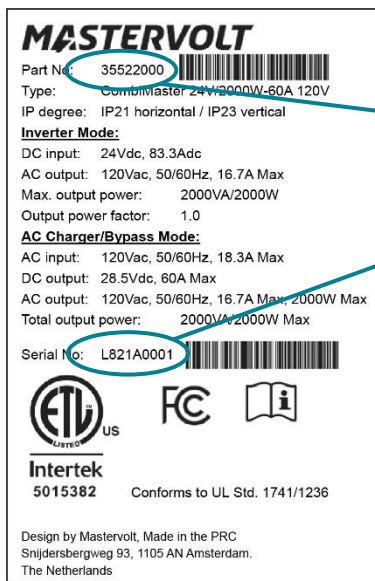 MASTERVOLT
Part No: 35522000
Type: CombiMaster 24V/2000W-60A 120V
IP degree: IP21 horizontal / IP23 vertical
Inverter Mode:
DC input: 24Vdc, 83.3Adc
AC output: 120Vac, 50/60Hz, 16.7A Max
Max. output power: 2000VA/2000W
Output power factor: 1.0
AC Charger/Bypass Mode:
AC input: 120Vac, 50/60Hz, 18.3A Max
DC output: 28.5Vdc, 60A Max
AC output: 120Vac, 50/60Hz, 16.7A Max, 2000W Max
Total output power: 2000VA/2000W Max
Serial No: L821A0001
ETL
LISTED
US
FC
i
Intertek
5015382
Conforms to UL Std. 1741/1236
Design by Mastervolt, Made in the PRC
Snijdersbergweg 93, 1105 AN Amsterdam.
The Netherlands